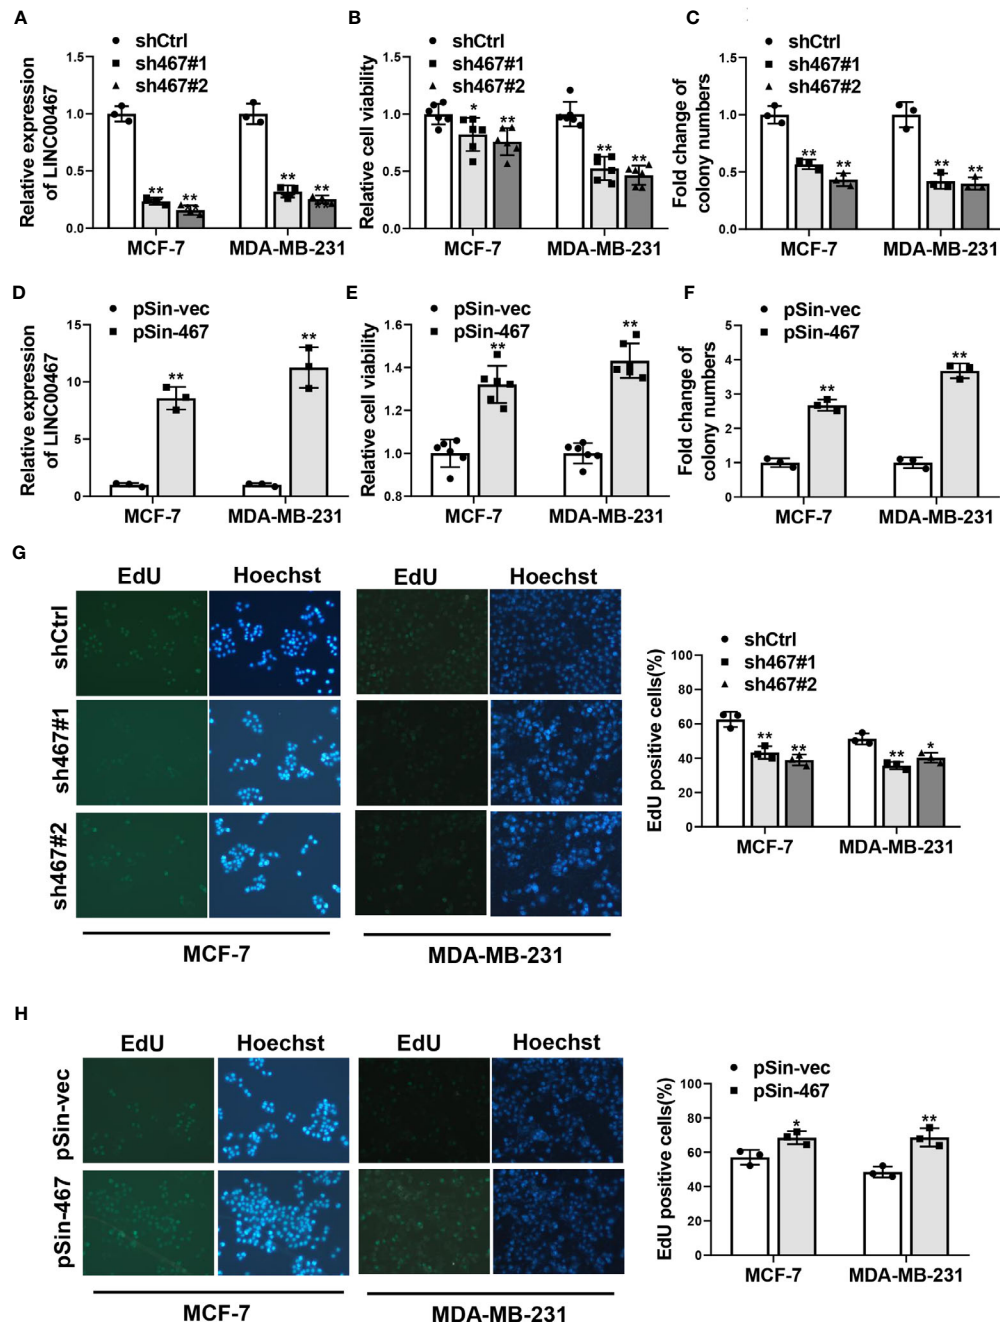 A
shCtrl
sh467#1
sh467#2
Relative expression
of LINC00467
1.5
1.0
0.5
0.0
**
**
**
**
**
MCF-7
MDA-MB-231
B
shCtrl
sh467#1
sh467#2
Relative cell viability
1.5
1.0
0.5
0.0
*
**
**
**
MCF-7
MDA-MB-231
C
shCtrl
sh467#1
sh467#2
Fold change of
colony numbers
1.5
1.0
0.5
0.0
**
**
**
**
MCF-7
MDA-MB-231
D
pSin-vec
pSin-467
Relative expression
of LINC00467
15
10
5
0
**
**
MCF-7
MDA-MB-231
E
pSin-vec
pSin-467
Relative cell viability
1.6
1.4
1.2
1.0
0.8
**
**
MCF-7
MDA-MB-231
F
pSin-vec
pSin-467
Fold change of
colony numbers
5
4
3
2
1
0
**
**
MCF-7
MDA-MB-231
G
EdU
Hoechst
EdU
Hoechst
shCtrl
sh467#1
sh467#2
MCF-7
MDA-MB-231
shCtrl
sh467#1
sh467#2
EdU positive cells(%)
100
80
60
40
20
0
**
**
**
*
MCF-7
MDA-MB-231
H
EdU
Hoechst
EdU
Hoechst
pSin-vec
pSin-467
MCF-7
MDA-MB-231
pSin-vec
pSin-467
EdU positive cells(%)
100
80
60
40
20
0
*
**
MCF-7
MDA-MB-231